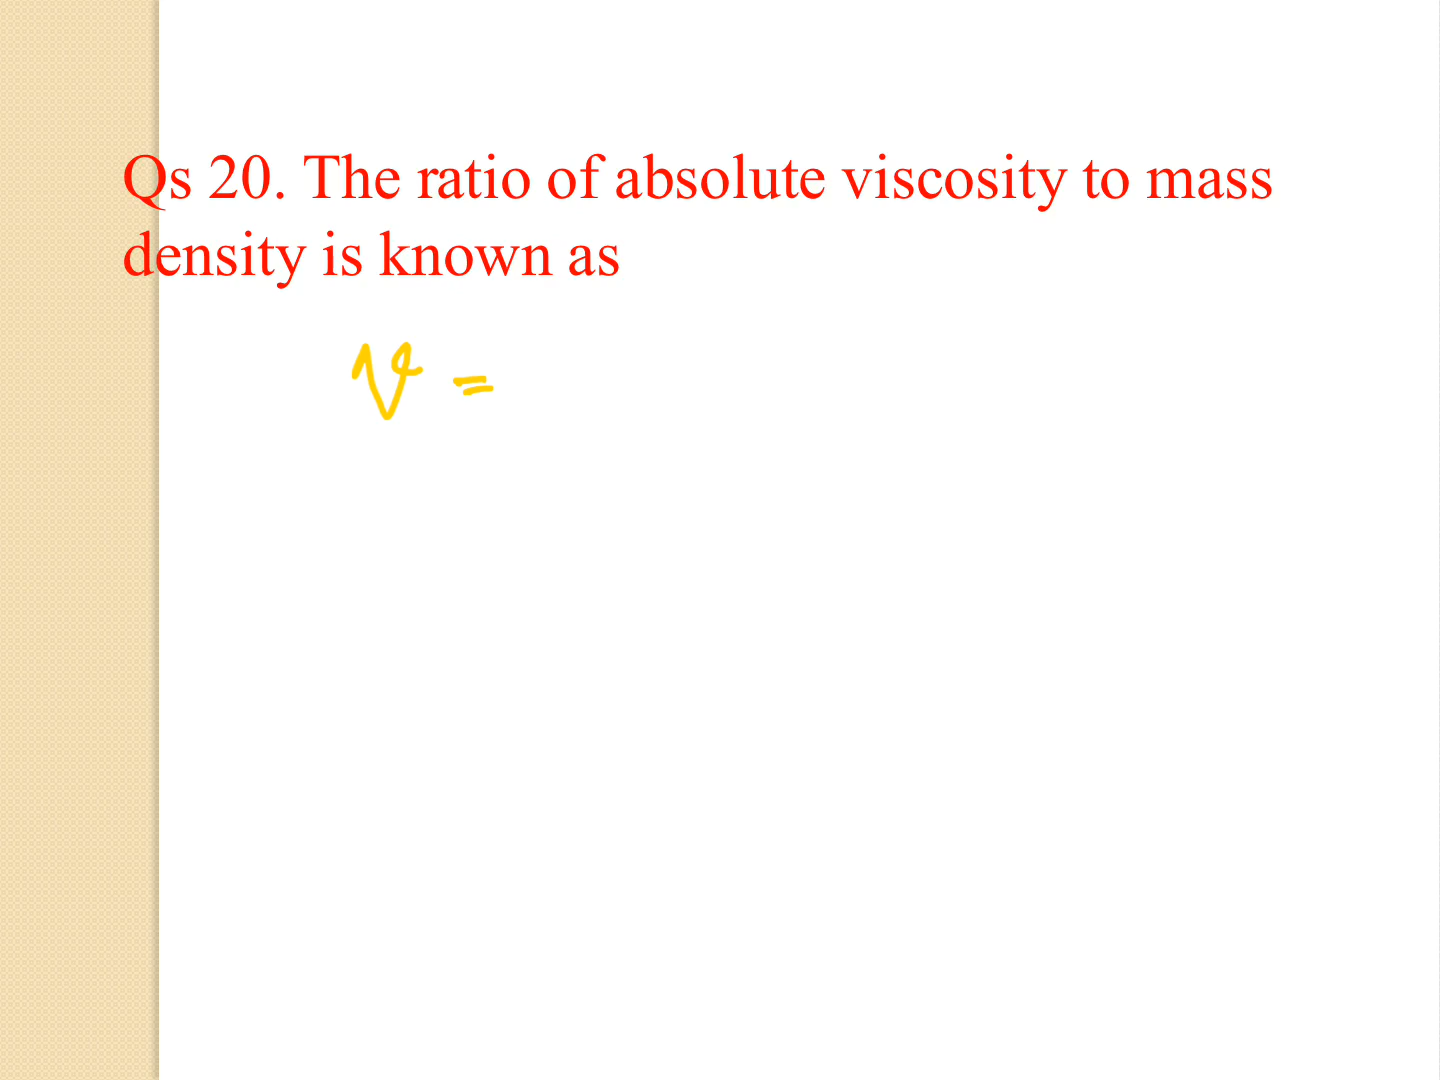 Qs 20. The ratio of absolute viscosity to mass
density is known as
ν =